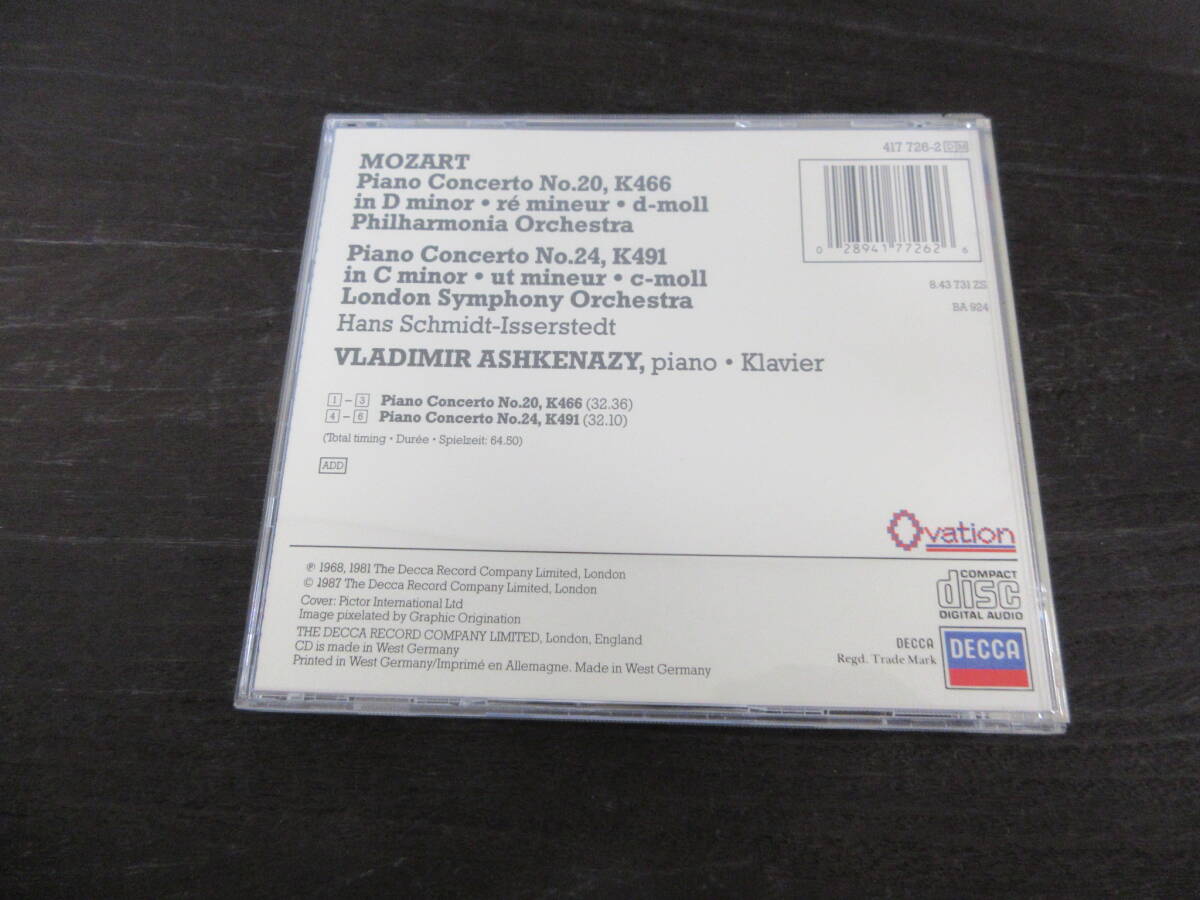 MOZART
Piano Concerto No.20, K466
in D minor • ré mineur • d-moll
Philharmonia Orchestra
Piano Concerto No.24, K491
in C minor • ut mineur • c-moll
London Symphony Orchestra
Hans Schmidt-Isserstedt
VLADIMIR ASHKENAZY, piano • Klavier
1 – 3 Piano Concerto No.20, K466 (32.36)
4 – 6 Piano Concerto No.24, K491 (32.10)
(Total timing • Durée • Spielzeit: 64.50)
ADD
417 726-2 DM
0 28941 77262 6
8.43 731 ZS
BA 924
Ovation
℗ 1968, 1981 The Decca Record Company Limited, London
© 1987 The Decca Record Company Limited, London
Cover: Pictor International Ltd
Image pixelated by Graphic Origination
THE DECCA RECORD COMPANY LIMITED, London, England
CD is made in West Germany
Printed in West Germany/Imprimé en Allemagne. Made in West Germany
COMPACT
disc
DIGITAL AUDIO
DECCA
Regd. Trade Mark
DECCA